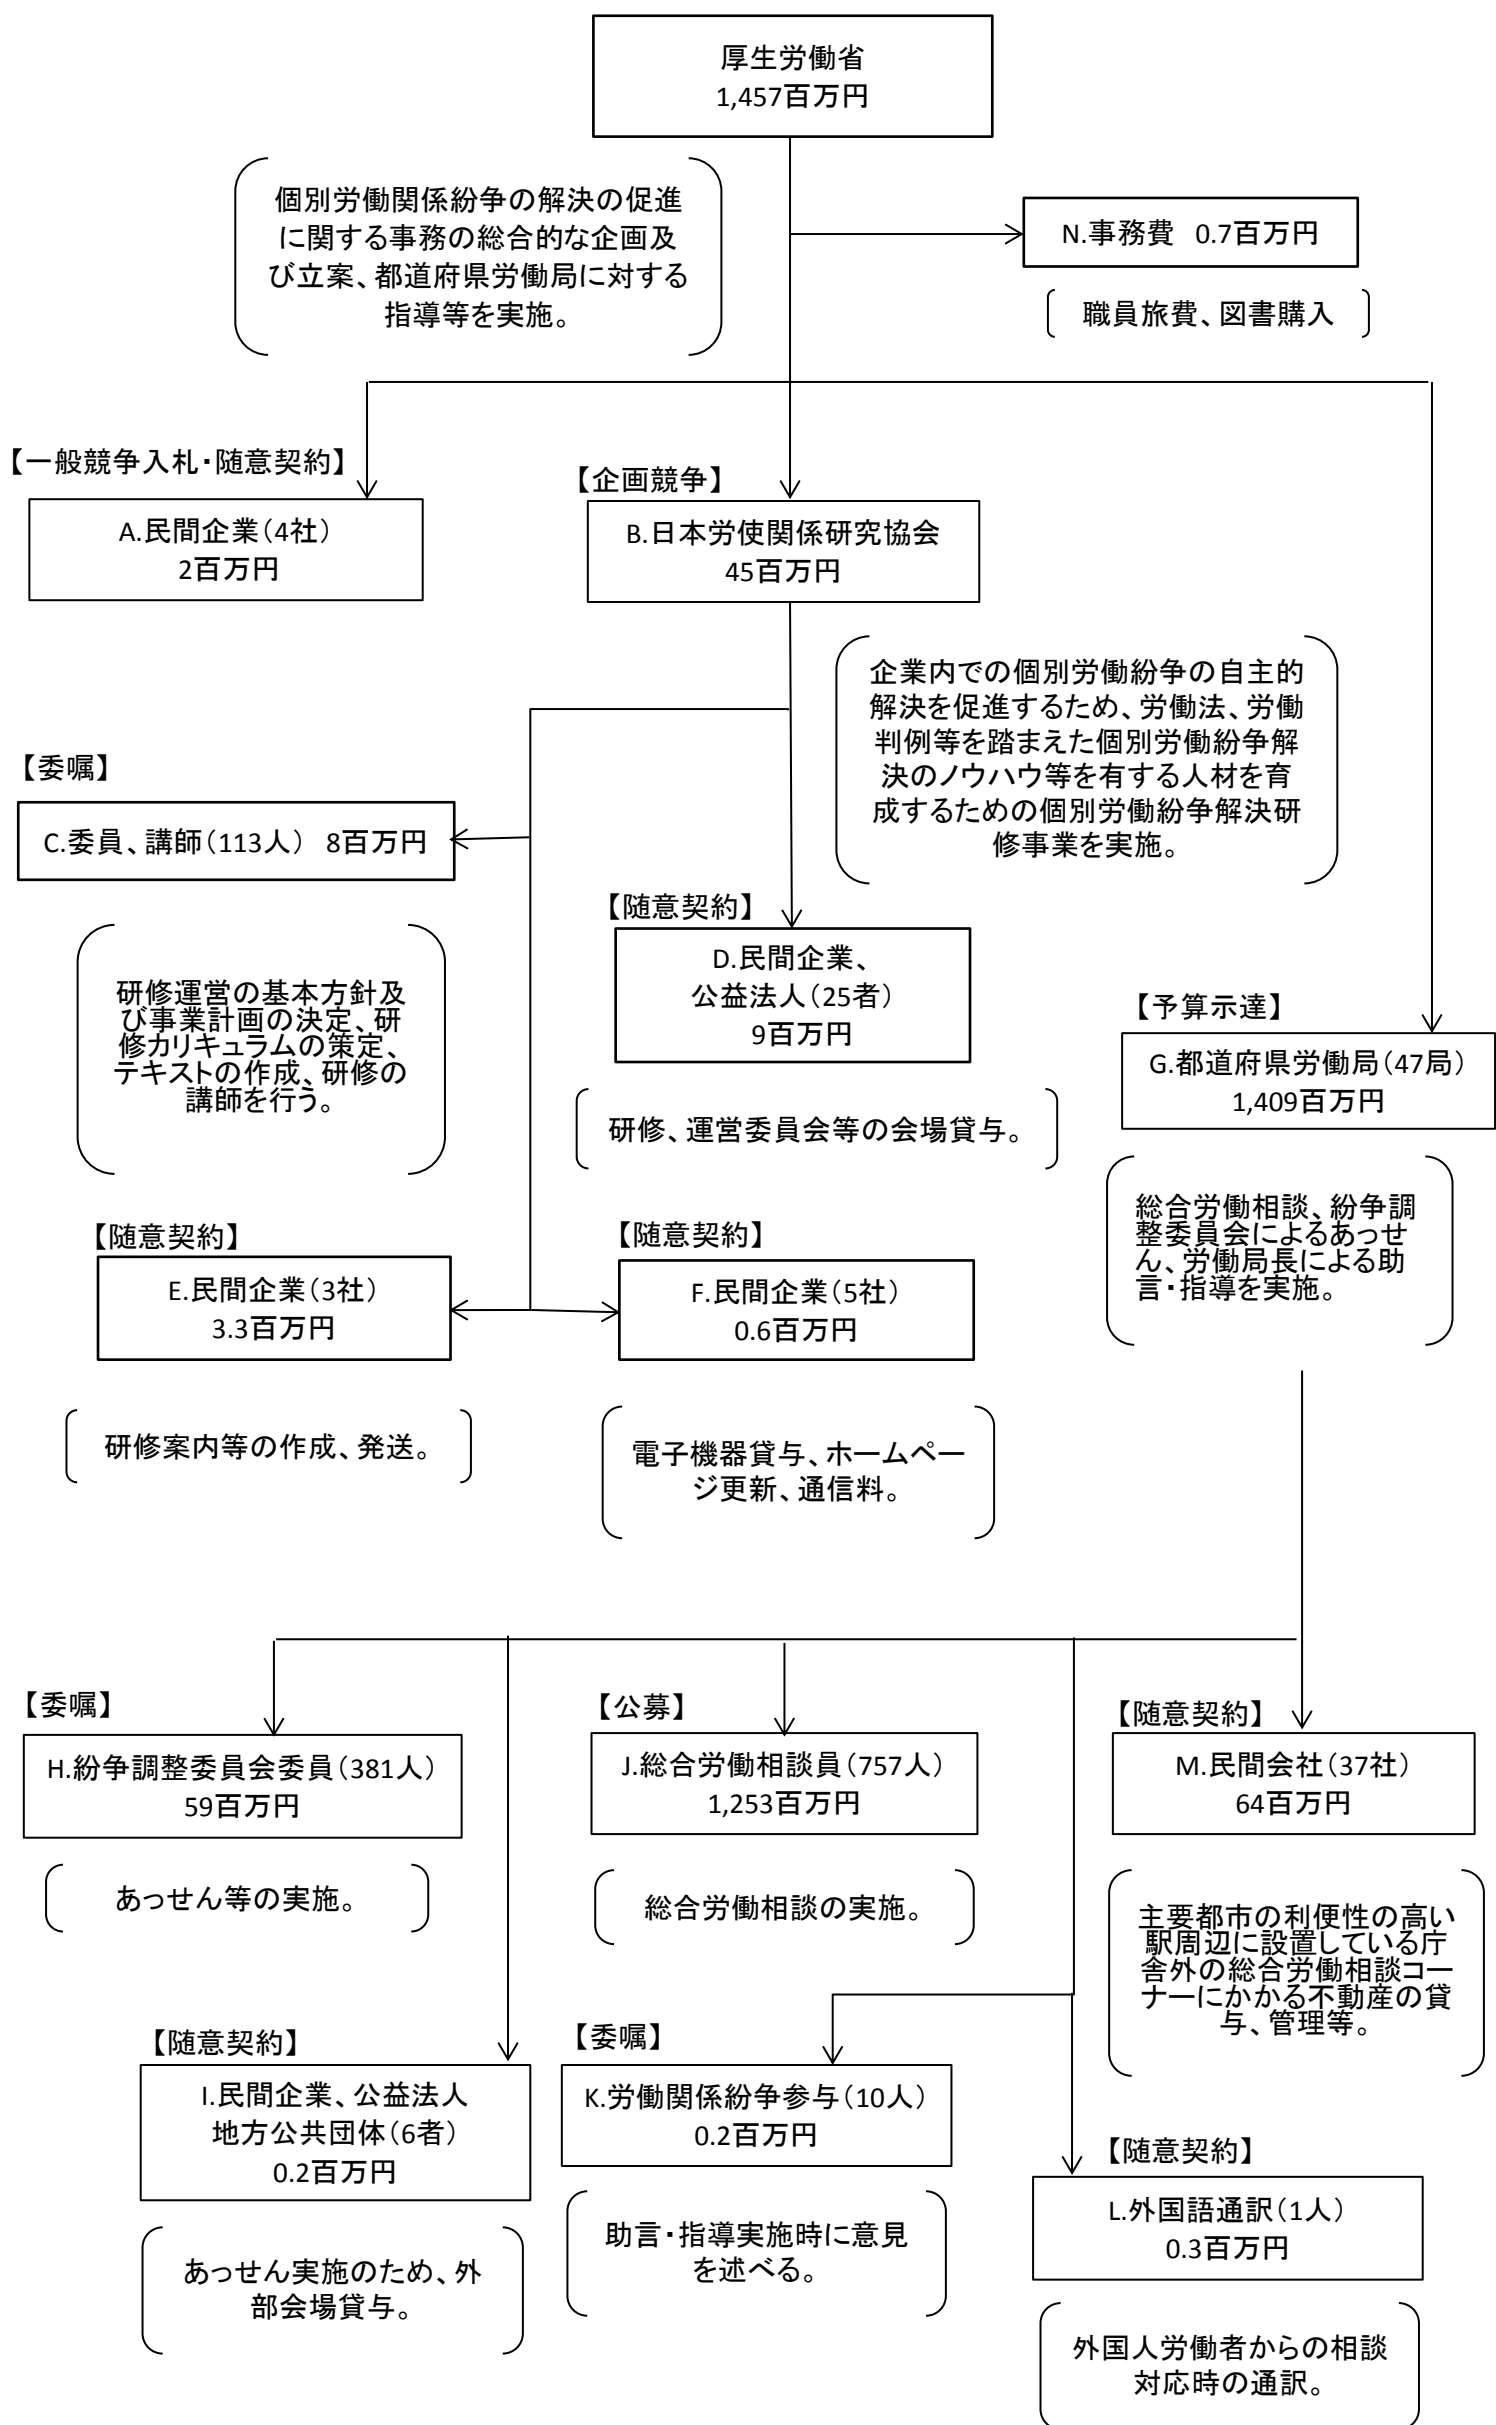 厚生労働省
1,457百万円
個別労働関係紛争の解決の促進
に関する事務の総合的な企画及
び立案、都道府県労働局に対する
指導等を実施。
N.事務費 0.7百万円
職員旅費、図書購入
【一般競争入札・随意契約】
A.民間企業（4社）
2百万円
【企画競争】
B.日本労使関係研究協会
45百万円
企業内での個別労働紛争の自主的
解決を促進するため、労働法、労働
判例等を踏まえた個別労働紛争解
決のノウハウ等を有する人材を育
成するための個別労働紛争解決研
修事業を実施。
【委嘱】
C.委員、講師（113人） 8百万円
研修運営の基本方針及
び事業計画の決定、研
修カリキュラムの策定、
テキストの作成、研修の
講師を行う。
【随意契約】
D.民間企業、
公益法人（25者）
9百万円
研修、運営委員会等の会場貸与。
【予算示達】
G.都道府県労働局（47局）
1,409百万円
総合労働相談、紛争調
整委員会によるあっせ
ん、労働局長による助
言・指導を実施。
【随意契約】
E.民間企業（3社）
3.3百万円
研修案内等の作成、発送。
【随意契約】
F.民間企業（5社）
0.6百万円
電子機器貸与、ホームペー
ジ更新、通信料。
【委嘱】
H.紛争調整委員会委員（381人）
59百万円
あっせん等の実施。
【公募】
J.総合労働相談員（757人）
1,253百万円
総合労働相談の実施。
【随意契約】
M.民間会社（37社）
64百万円
主要都市の利便性の高い
駅周辺に設置している庁
舎外の総合労働相談コー
ナーにかかる不動産の貸
与、管理等。
【随意契約】
I.民間企業、公益法人
地方公共団体（6者）
0.2百万円
あっせん実施のため、外
部会場貸与。
【委嘱】
K.労働関係紛争参与（10人）
0.2百万円
助言・指導実施時に意見
を述べる。
【随意契約】
L.外国語通訳（1人）
0.3百万円
外国人労働者からの相談
対応時の通訳。